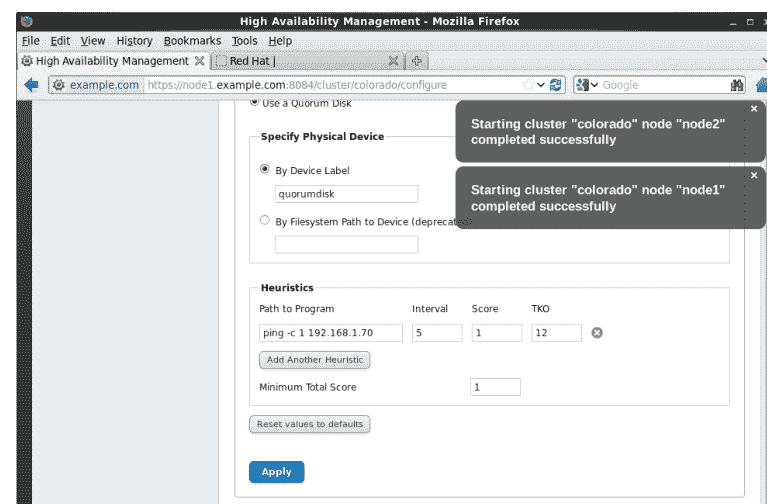 High Availability Management - Mozilla Firefox
File Edit View History Bookmarks Tools Help
High Availability Management
Red Hat |
example.com https://node1.example.com:8084/cluster/colorado/configure
Google
Use a Quorum Disk
Starting cluster "colorado" node "node2"
completed successfully
Specify Physical Device
By Device Label
quorumdisk
Starting cluster "colorado" node "node1"
completed successfully
By Filesystem Path to Device
Heuristics
Path to Program Interval Score TKO
ping -c 1 192.168.1.70 5 1 12
Add Another Heuristic
Minimum Total Score 1
Reset values to defaults
Apply